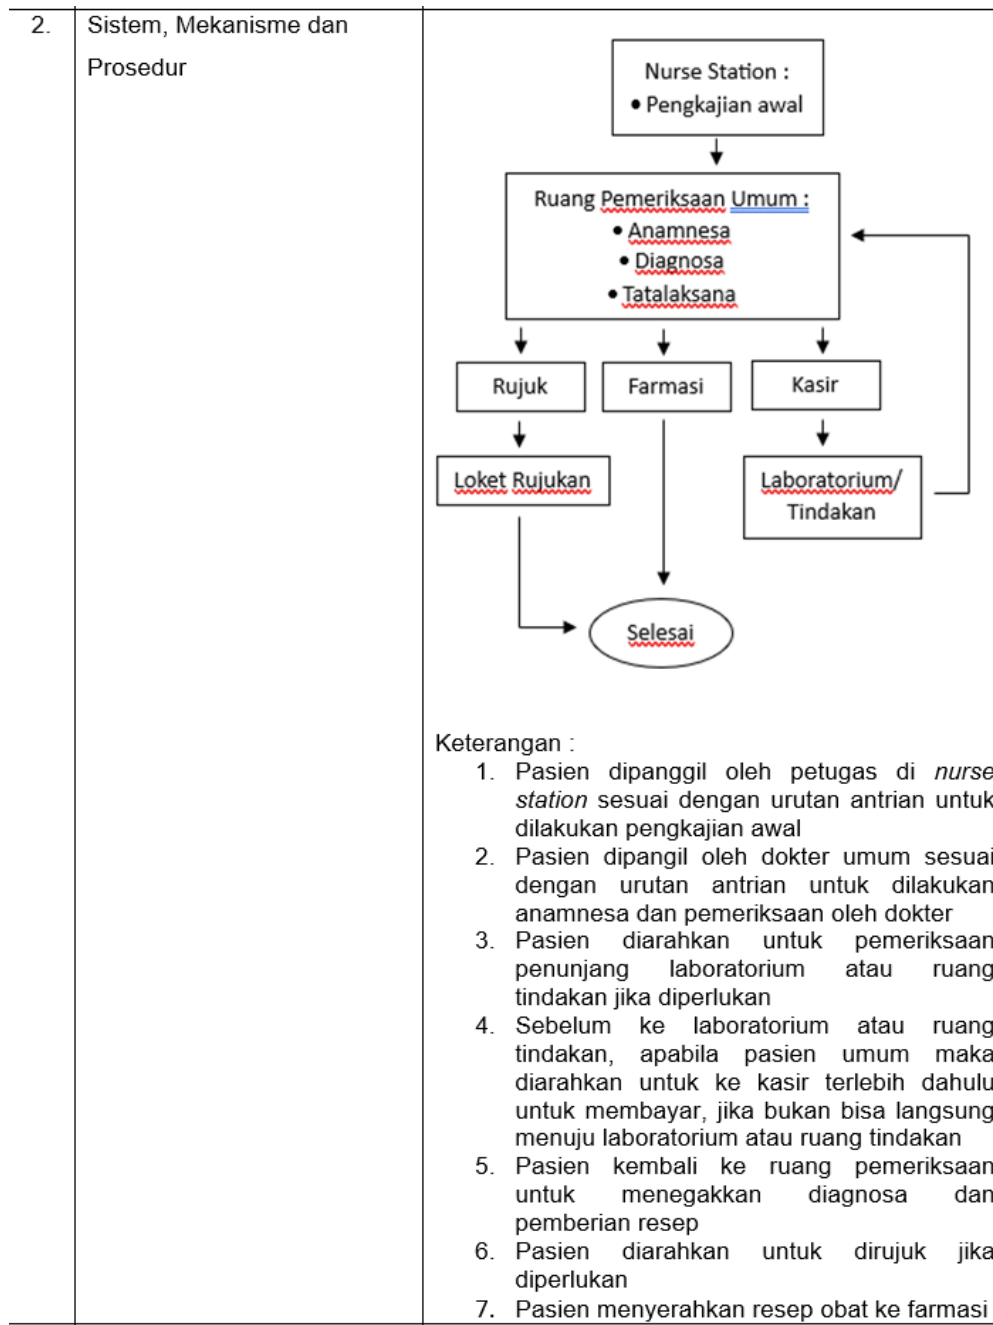 2. Sistem, Mekanisme dan
Prosedur
Nurse Station :
• Pengkajian awal
Ruang Pemeriksaan Umum :
• Anamnesa
• Diagnosa
• Tatalaksana
Rujuk
Farmasi
Kasir
Loket Rujukan
Laboratorium/
Tindakan
Selesai
Keterangan :
1. Pasien dipanggil oleh petugas di nurse
station sesuai dengan urutan antrian untuk
dilakukan pengkajian awal
2. Pasien dipangil oleh dokter umum sesuai
dengan urutan antrian untuk dilakukan
anamnesa dan pemeriksaan oleh dokter
3. Pasien diarahkan untuk pemeriksaan
penunjang laboratorium atau ruang
tindakan jika diperlukan
4. Sebelum ke laboratorium atau ruang
tindakan, apabila pasien umum maka
diarahkan untuk ke kasir terlebih dahulu
untuk membayar, jika bukan bisa langsung
menuju laboratorium atau ruang tindakan
5. Pasien kembali ke ruang pemeriksaan
untuk menegakkan diagnosa dan
pemberian resep
6. Pasien diarahkan untuk dirujuk jika
diperlukan
7. Pasien menyerahkan resep obat ke farmasi